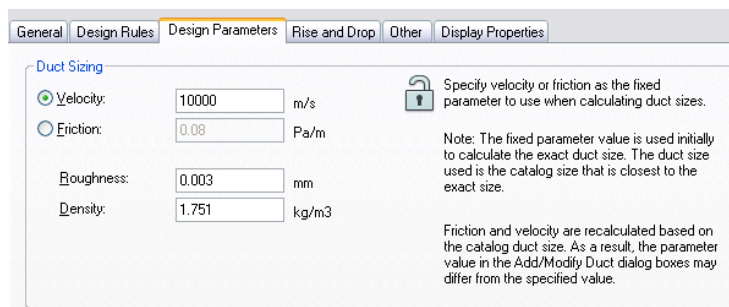 General Design Rules Design Parameters Rise and Drop Other Display Properties
Duct Sizing
Velocity: 10000 m/s
Friction: 0.08 Pa/m
Roughness: 0.003 mm
Density: 1.751 kg/m3
Specify velocity or friction as the fixed
parameter to use when calculating duct sizes.
Note: The fixed parameter value is used initially
to calculate the exact duct size. The duct size
used is the catalog size that is closest to the
exact size.
Friction and velocity are recalculated based on
the catalog duct size. As a result, the parameter
value in the Add/Modify Duct dialog boxes may
differ from the specified value.